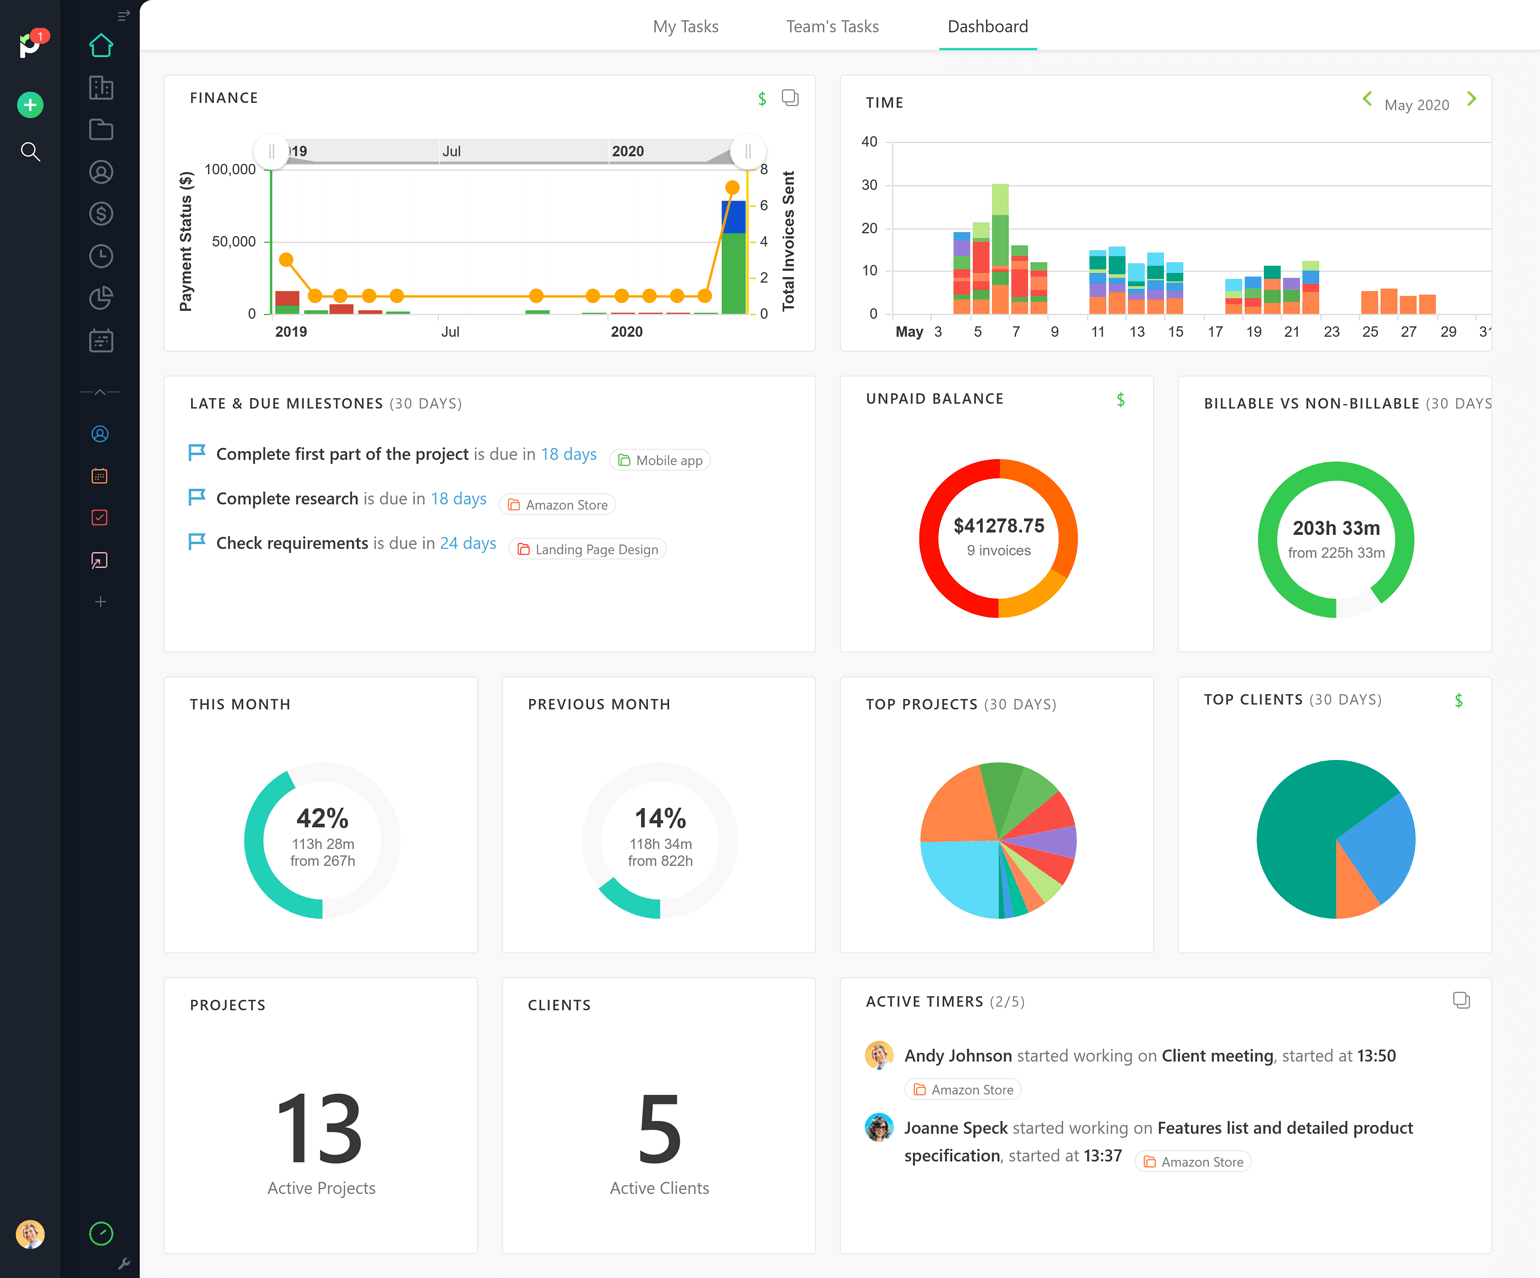 1
My Tasks
Team's Tasks
Dashboard
FINANCE
$
2019
Jul
2020
Payment Status ($)
100,000
50,000
0
8
6
4
2
0
Total Invoices Sent
2019
Jul
2020
TIME
May 2020
40
30
20
10
0
May 3 5 7 9 11 13 15 17 19 21 23 25 27 29 31
LATE & DUE MILESTONES (30 DAYS)
Complete first part of the project is due in 18 days Mobile app
Complete research is due in 18 days Amazon Store
Check requirements is due in 24 days Landing Page Design
UNPAID BALANCE
$
$41278.75
9 invoices
BILLABLE VS NON-BILLABLE (30 DAYS
203h 33m
from 225h 33m
THIS MONTH
42%
113h 28m
from 267h
PREVIOUS MONTH
14%
118h 34m
from 822h
TOP PROJECTS (30 DAYS)
TOP CLIENTS (30 DAYS)
$
PROJECTS
13
Active Projects
CLIENTS
5
Active Clients
ACTIVE TIMERS (2/5)
Andy Johnson started working on Client meeting, started at 13:50
Amazon Store
Joanne Speck started working on Features list and detailed product
specification, started at 13:37 Amazon Store